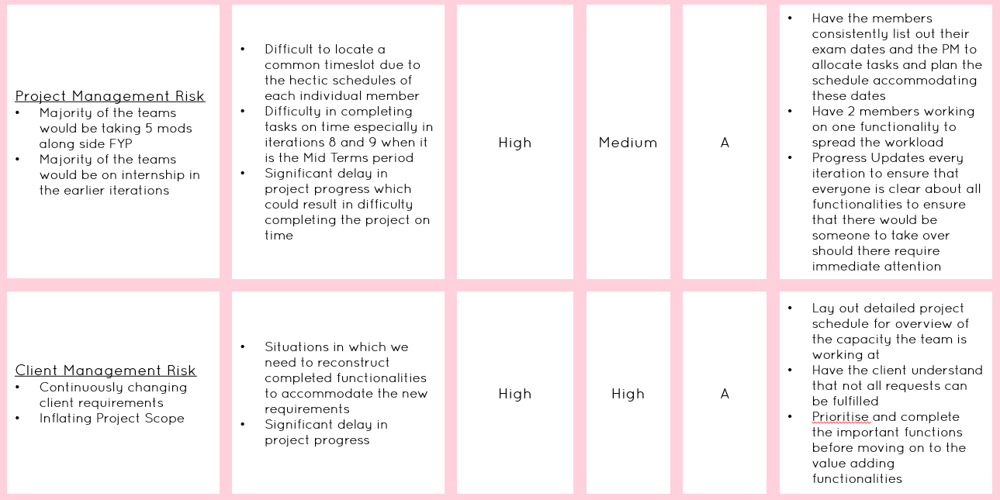 Project Management Risk
• Majority of the teams
would be taking 5 mods
along side FYP
• Majority of the teams
would be on internship in
the earlier iterations
• Difficult to locate a
common timeslot due to
the hectic schedules of
each individual member
• Difficulty in completing
tasks on time especially in
iterations 8 and 9 when it
is the Mid Terms period
• Significant delay in
project progress which
could result in difficulty
completing the project on
time
High
Medium
A
• Have the members
consistently list out their
exam dates and the PM to
allocate tasks and plan the
schedule accommodating
these dates
• Have 2 members working
on one functionality to
spread the workload
• Progress Updates every
iteration to ensure that
everyone is clear about all
functionalities to ensure
that there would be
someone to take over
should there require
immediate attention
Client Management Risk
• Continuously changing
client requirements
• Inflating Project Scope
• Situations in which we
need to reconstruct
completed functionalities
to accommodate the new
requirements
• Significant delay in
project progress
High
High
A
• Lay out detailed project
schedule for overview of
the capacity the team is
working at
• Have the client understand
that not all requests can
be fulfilled
• Prioritise and complete
the important functions
before moving on to the
value adding
functionalities